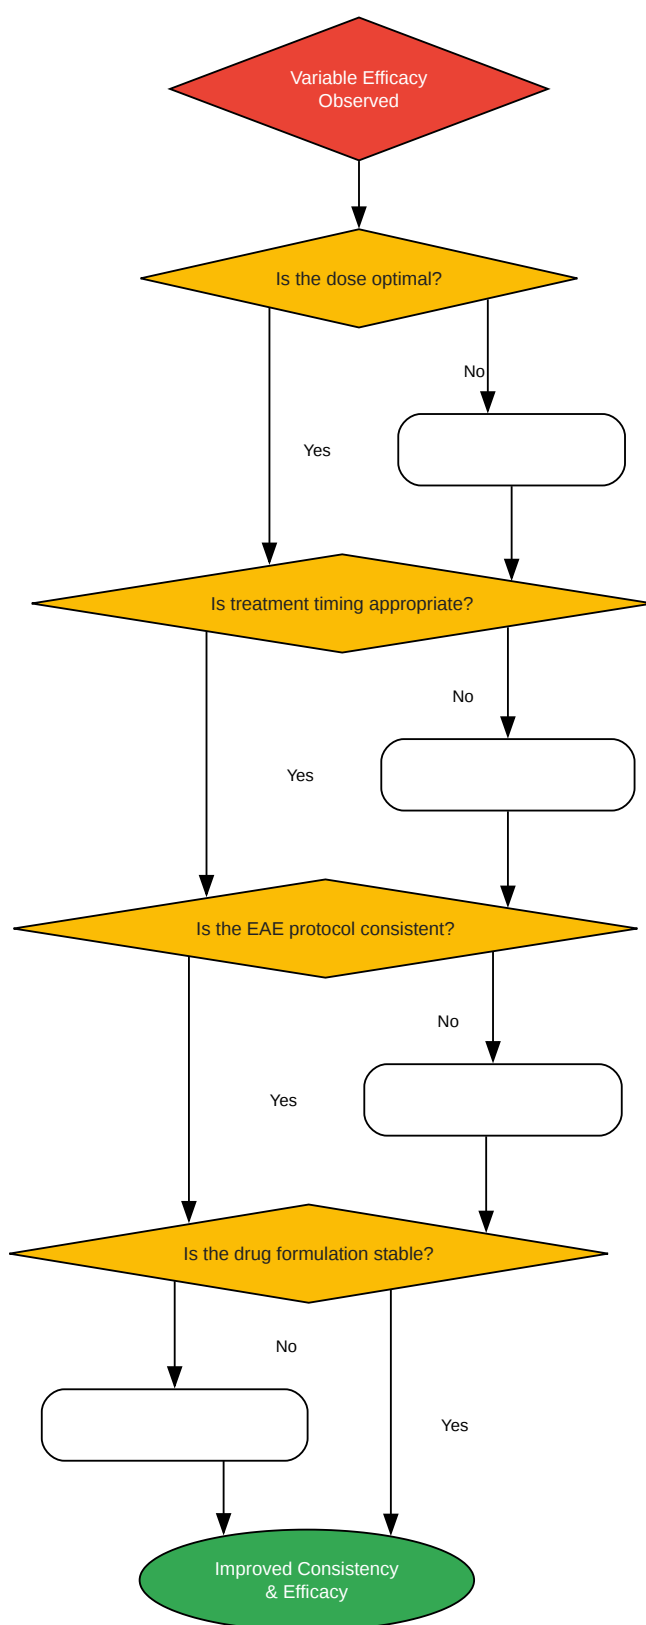 Variable Efficacy
Observed
Is the dose optimal?
No
Yes
Is treatment timing appropriate?
No
Yes
Is the EAE protocol consistent?
No
Yes
Is the drug formulation stable?
No
Yes
Improved Consistency
& Efficacy